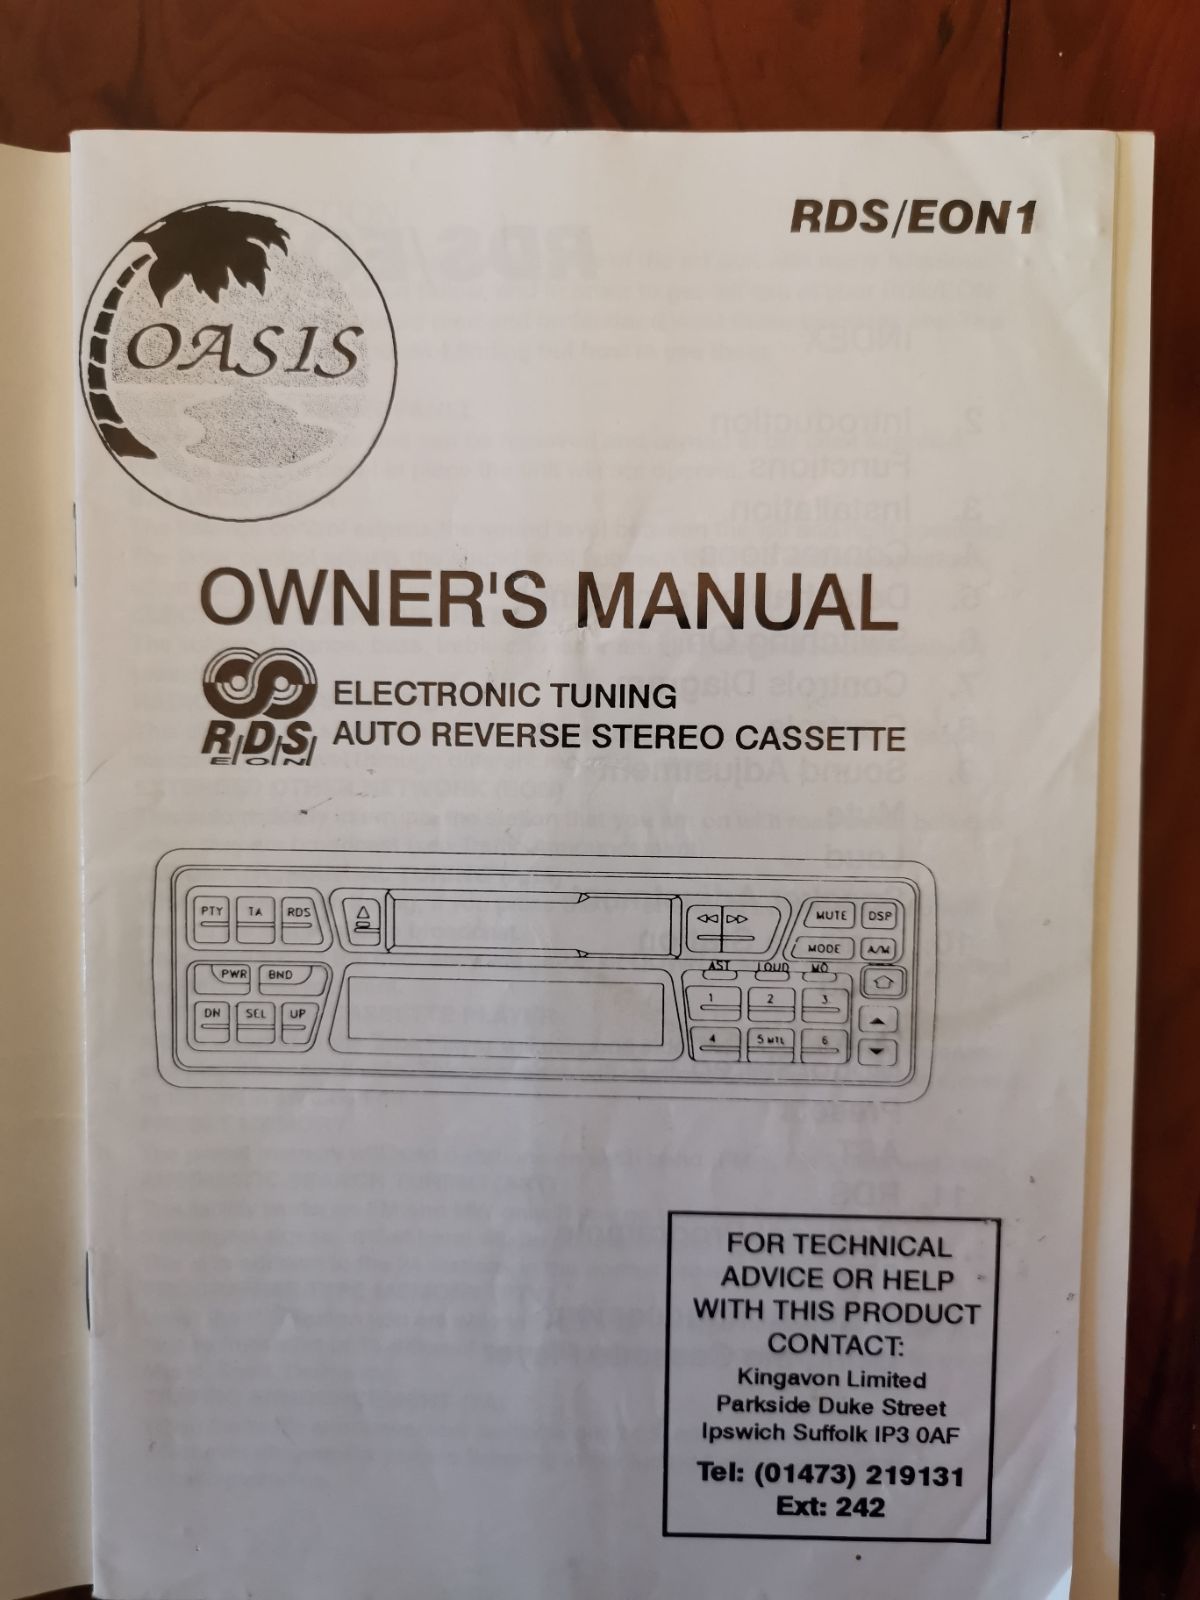 RDS/EON1
OASIS
OWNER'S MANUAL
R/D/S/
E/O/N
ELECTRONIC TUNING
AUTO REVERSE STEREO CASSETTE
PTY TA RDS
MUTE DSP
MODE A/M
PWR BND
AST LOUD MO
DN SEL UP
1 2 3
4 5 MTL 6
FOR TECHNICAL
ADVICE OR HELP
WITH THIS PRODUCT
CONTACT:
Kingavon Limited
Parkside Duke Street
Ipswich Suffolk IP3 0AF
Tel: (01473) 219131
Ext: 242